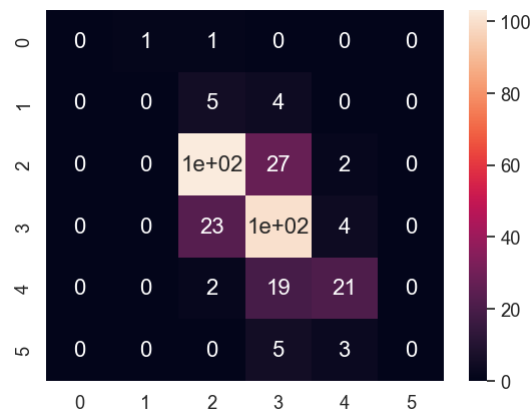 0 0 1 1 0 0 0
1 0 0 5 4 0 0
2 0 0 1e+02 27 2 0
3 0 0 23 1e+02 4 0
4 0 0 2 19 21 0
5 0 0 0 5 3 0
0 1 2 3 4 5
100
80
60
40
20
0